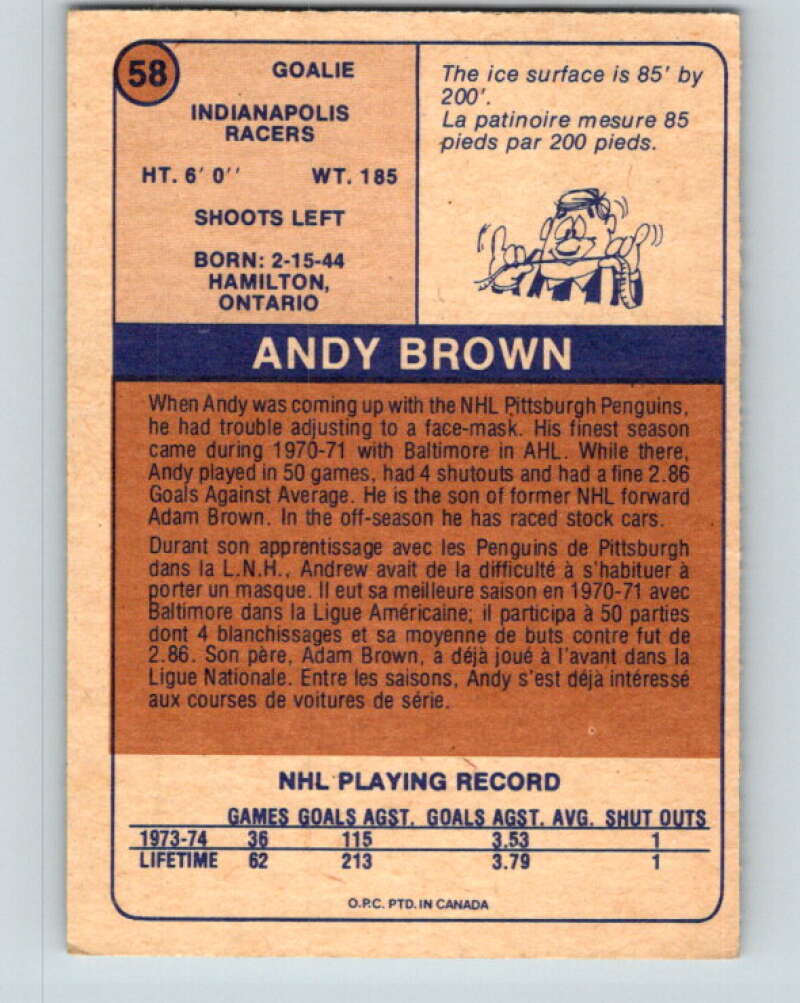 58
GOALIE
INDIANAPOLIS
RACERS
HT. 6' 0'' WT. 185
SHOOTS LEFT
BORN: 2-15-44
HAMILTON,
ONTARIO
The ice surface is 85' by
200'.
La patinoire mesure 85
pieds par 200 pieds.
ANDY BROWN
When Andy was coming up with the NHL Pittsburgh Penguins,
he had trouble adjusting to a face-mask. His finest season
came during 1970-71 with Baltimore in AHL. While there,
Andy played in 50 games, had 4 shutouts and had a fine 2.86
Goals Against Average. He is the son of former NHL forward
Adam Brown. In the off-season he has raced stock cars.
Durant son apprentissage avec les Penguins de Pittsburgh
dans la L.N.H., Andrew avait de la difficulté à s'habituer à
porter un masque. Il eut sa meilleure saison en 1970-71 avec
Baltimore dans la Ligue Américaine; il participa à 50 parties
dont 4 blanchissages et sa moyenne de buts contre fut de
2.86. Son père, Adam Brown, a déjà joué à l'avant dans la
Ligue Nationale. Entre les saisons, Andy s'est déjà intéressé
aux courses de voitures de série.
NHL PLAYING RECORD
GAMES GOALS AGST. GOALS AGST. AVG. SHUT OUTS
1973-74 36 115 3.53 1
LIFETIME 62 213 3.79 1
O.P.C. PTD. IN CANADA